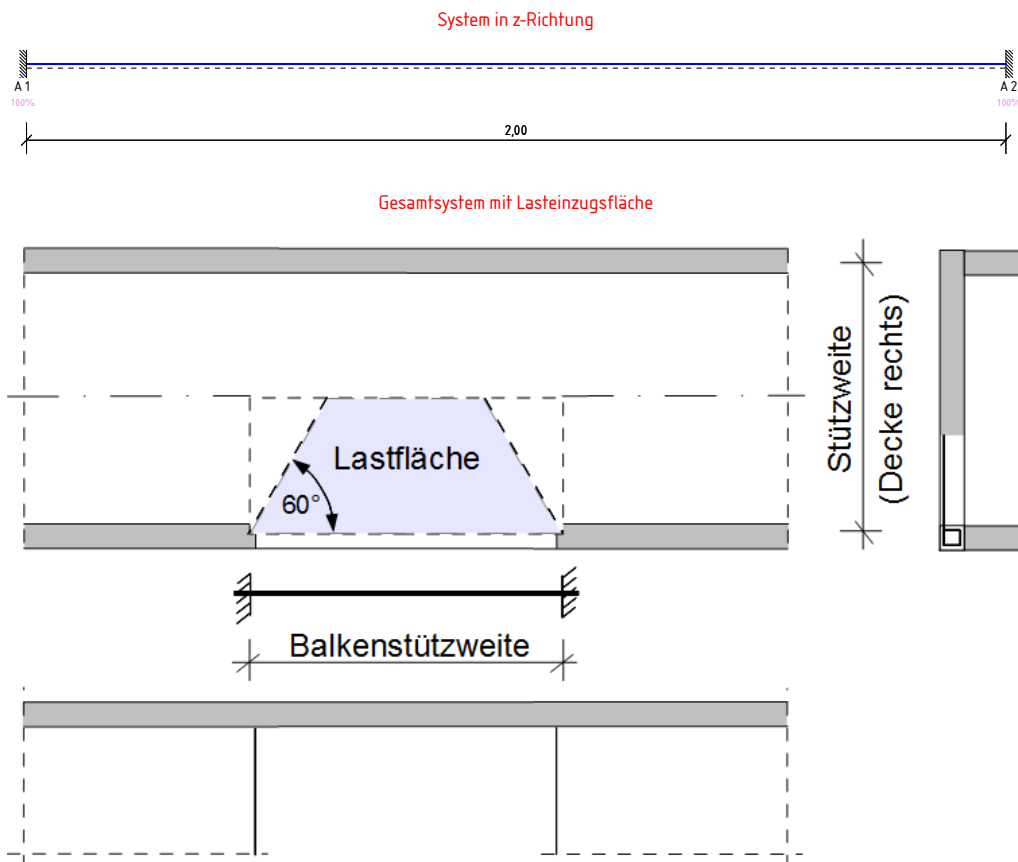 System in z-Richtung
A 1
100%
A 2
100%
2,00
Gesamtsystem mit Lasteinzugsfläche
Lastfläche
60°
Stützweite
(Decke rechts)
Balkenstützweite